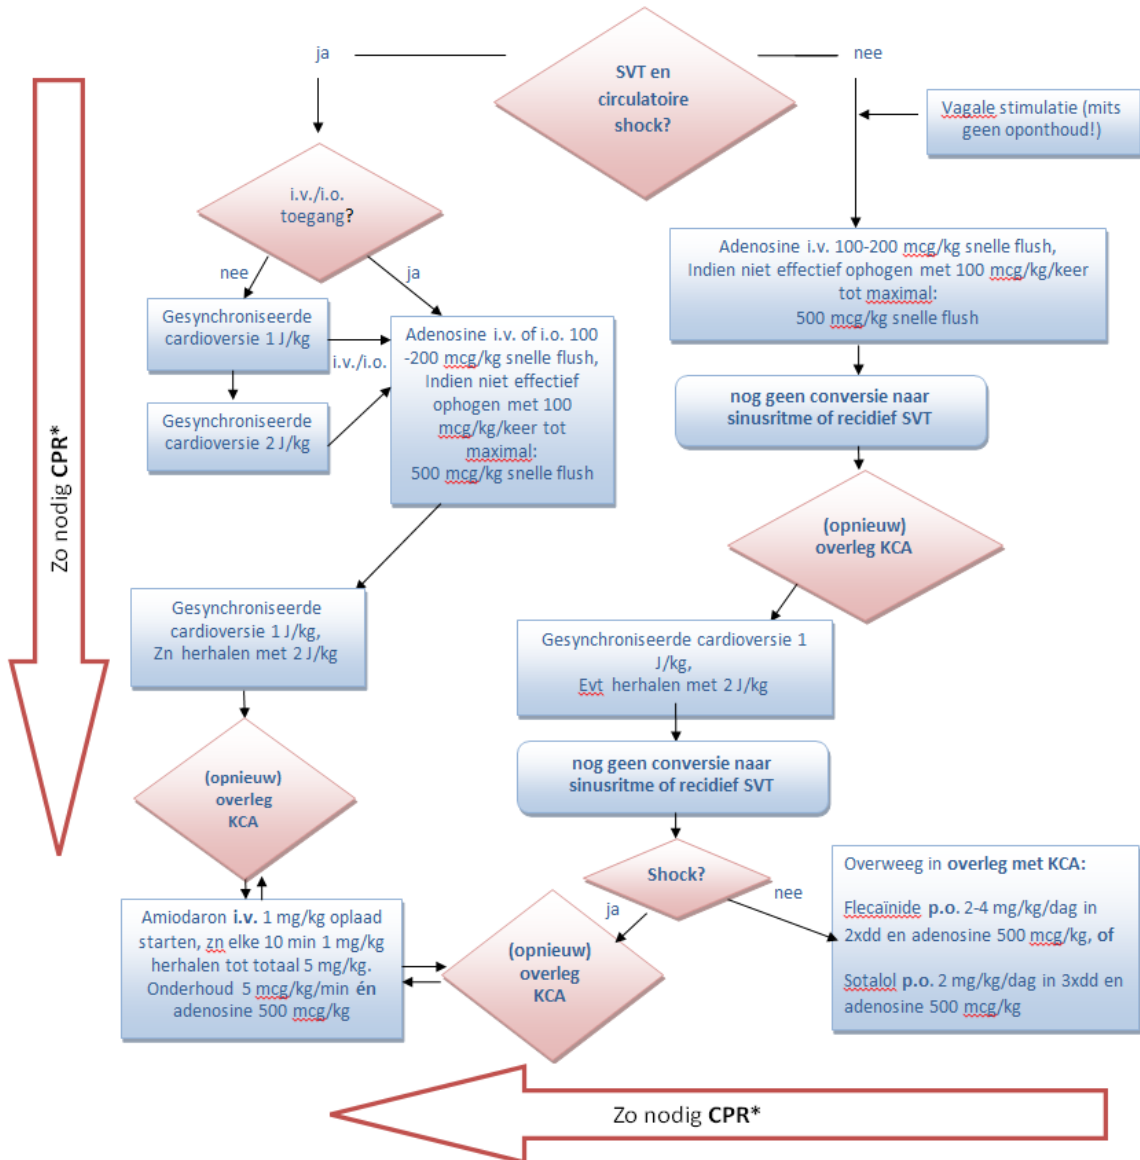 ja
nee
SVT en
circulatoire
shock?
Vagale stimulatie (mits
geen oponthoud!)
i.v./i.o.
toegang?
nee
ja
Gesynchroniseerde
cardioversie 1 J/kg
i.v./i.o.
Gesynchroniseerde
cardioversie 2 J/kg
Adenosine i.v. of i.o. 100
-200 mcg/kg snelle flush,
Indien niet effectief
ophogen met 100
mcg/kg/keer tot
maximal:
500 mcg/kg snelle flush
Gesynchroniseerde
cardioversie 1 J/kg,
Zn herhalen met 2 J/kg
(opnieuw)
overleg
KCA
Amiodaron i.v. 1 mg/kg oplaad
starten, zn elke 10 min 1 mg/kg
herhalen tot totaal 5 mg/kg.
Onderhoud 5 mcg/kg/min én
adenosine 500 mcg/kg
Adenosine i.v. 100-200 mcg/kg snelle flush,
Indien niet effectief ophogen met 100 mcg/kg/keer
tot maximal:
500 mcg/kg snelle flush
nog geen conversie naar
sinusritme of recidief SVT
(opnieuw)
overleg KCA
Gesynchroniseerde cardioversie 1
J/kg,
Evt herhalen met 2 J/kg
nog geen conversie naar
sinusritme of recidief SVT
Shock?
ja
nee
(opnieuw)
overleg
KCA
Overweeg in overleg met KCA:
Flecaïnide p.o. 2-4 mg/kg/dag in
2xdd en adenosine 500 mcg/kg, of
Sotalol p.o. 2 mg/kg/dag in 3xdd en
adenosine 500 mcg/kg
Zo nodig CPR*
Zo nodig CPR*